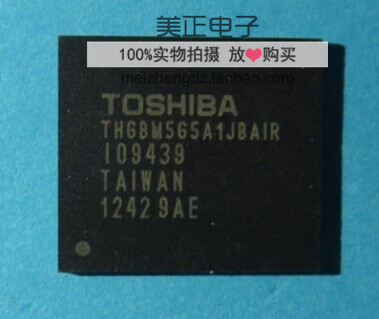 美正电子
100%实物拍摄 放❤购买
meizhengdz.taobao.com
TOSHIBA
THGBM5G5A1JBAIR
IO9439
TAIWAN
12429AE